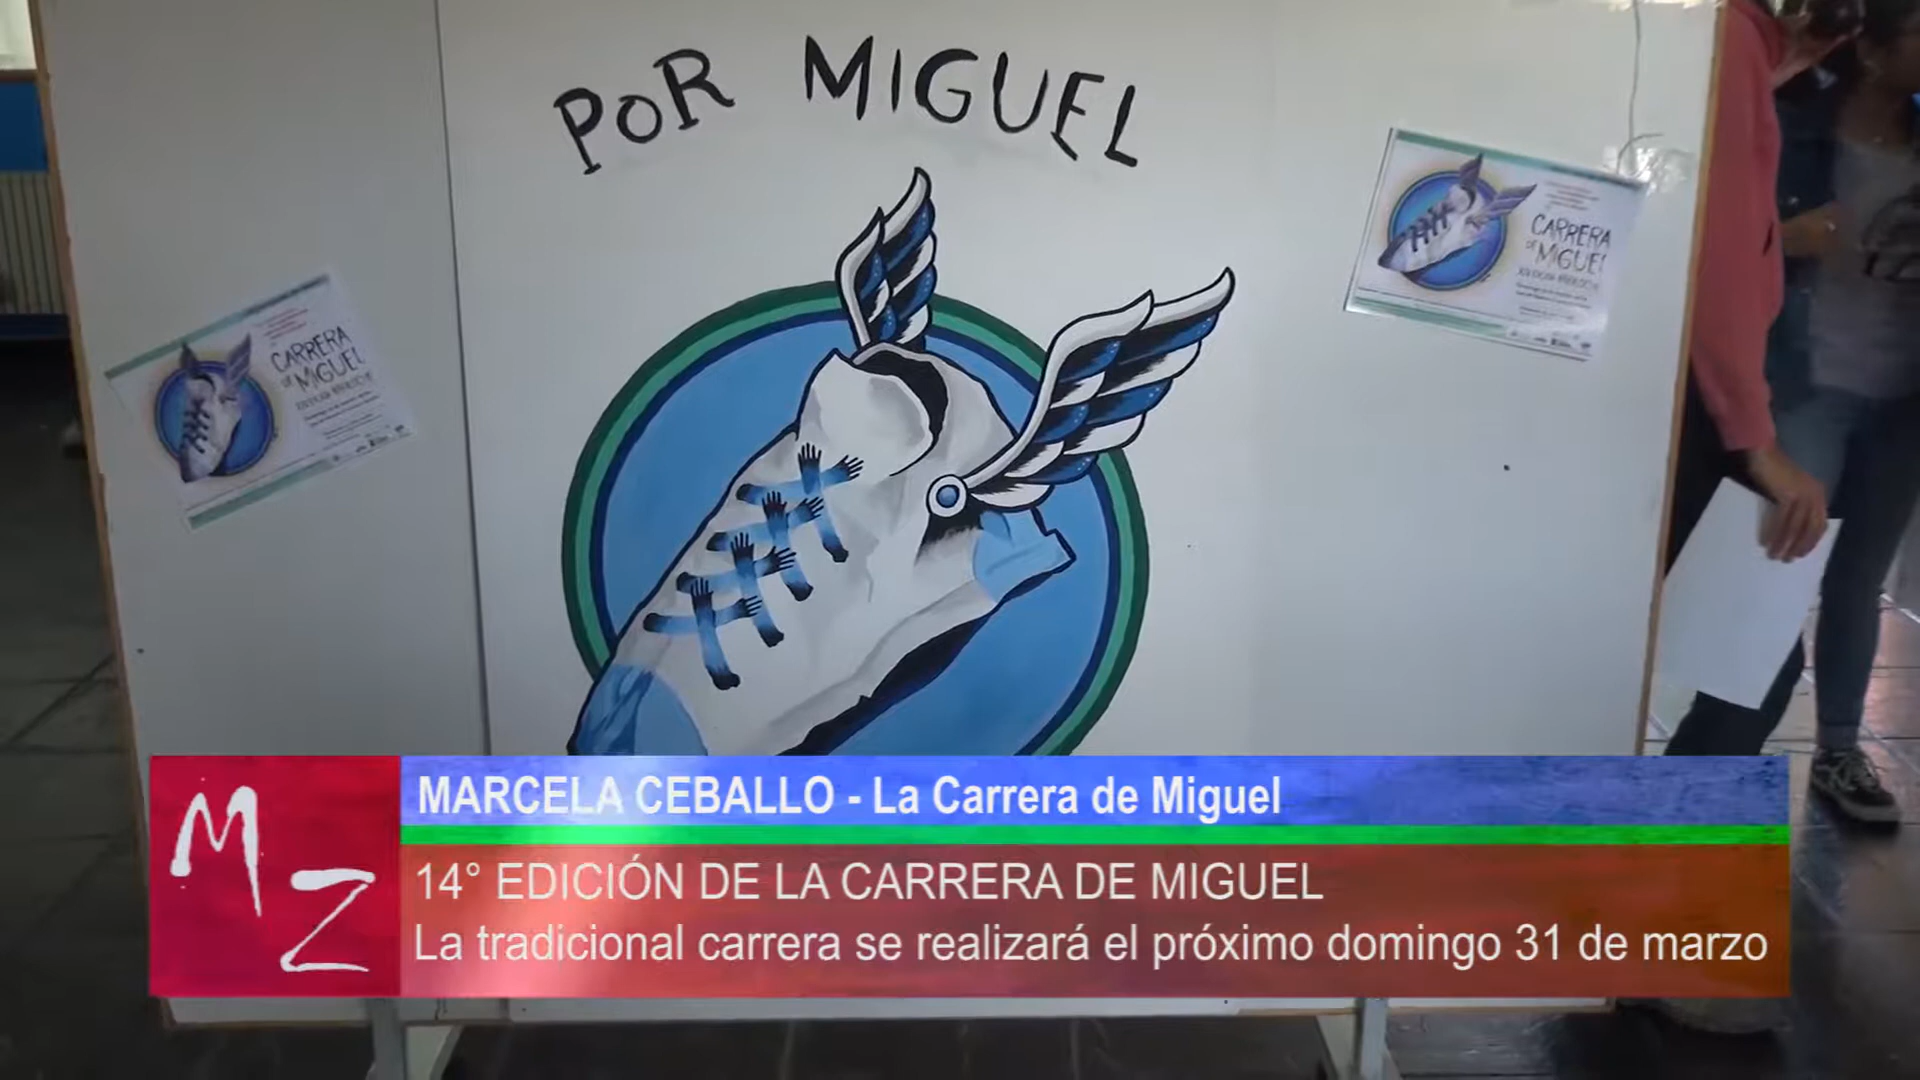 POR MIGUEL
CARRERA
DE MIGUEL
CARRERA
DE MIGUEL
MZ
MARCELA CEBALLO - La Carrera de Miguel
14° EDICIÓN DE LA CARRERA DE MIGUEL
La tradicional carrera se realizará el próximo domingo 31 de marzo